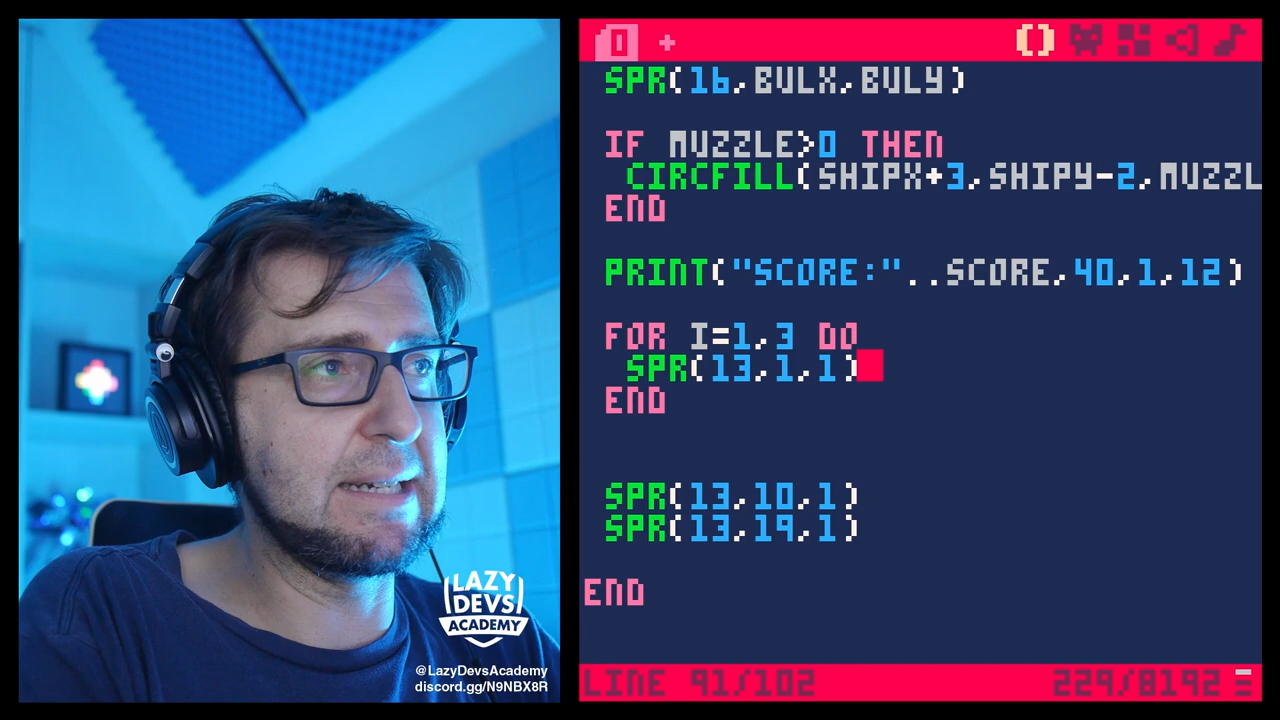 LAZY
DEVS
ACADEMY
@LazyDevsAcademy
discord.gg/N9NBX8R
0 +
SPR(16,BULX,BULY)
IF MUZZLE>0 THEN
CIRCFILL(SHIPX+3,SHIPY-2,MUZZL
END
PRINT("SCORE:"..SCORE,40,1,12)
FOR I=1,3 DO
SPR(13,1,1)
END
SPR(13,10,1)
SPR(13,19,1)
END
LINE 91/102
229/8192